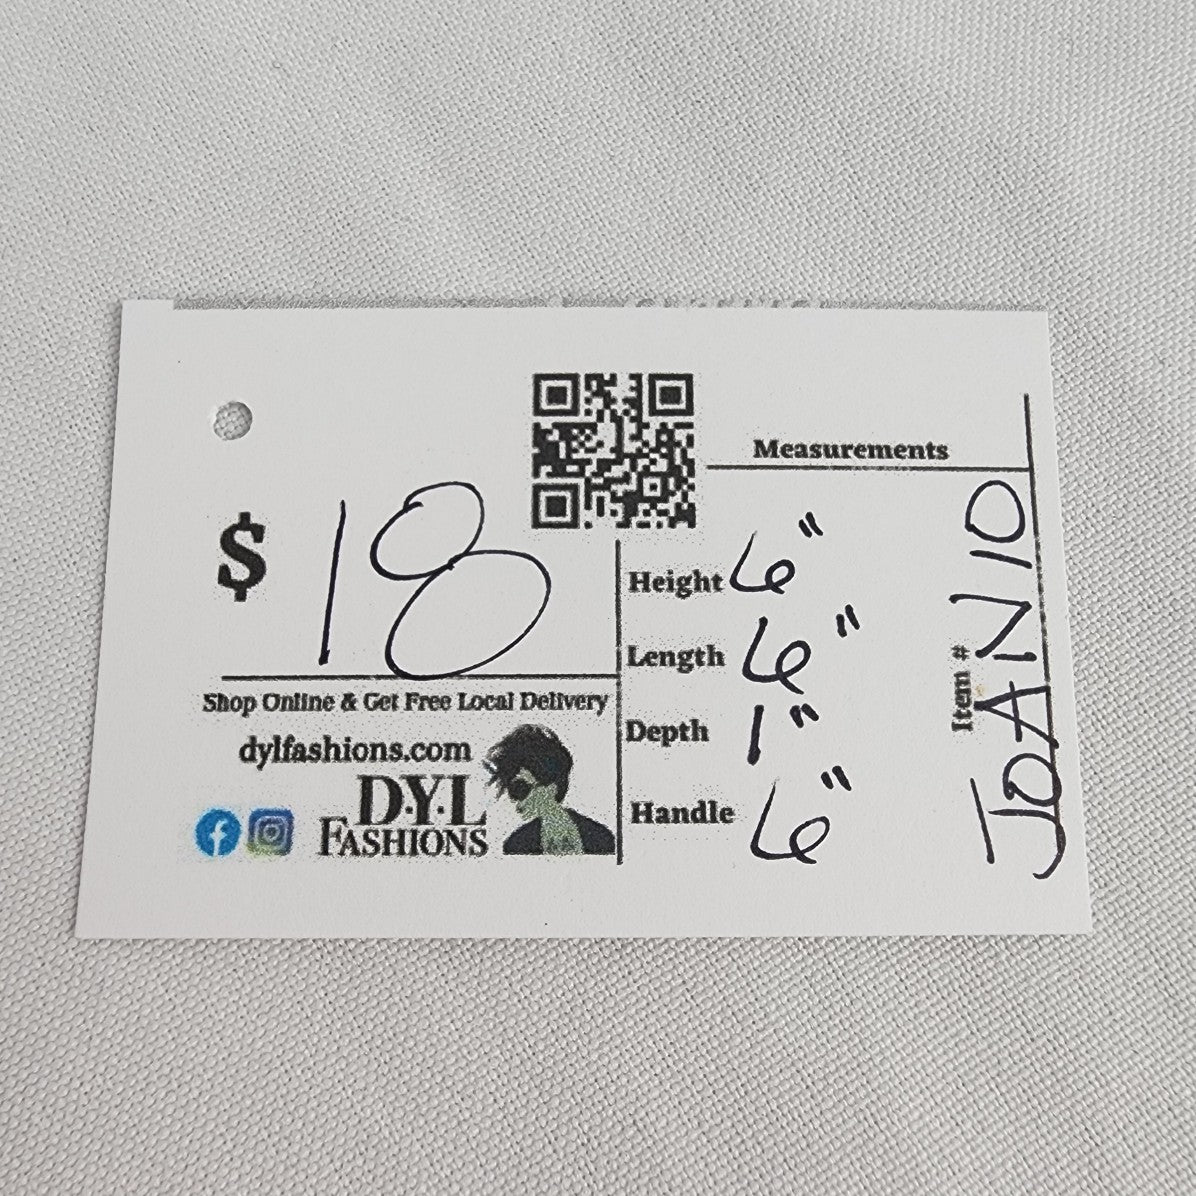 $ 18
Shop Online & Get Free Local Delivery
dylfashions.com
D·Y·L
FASHIONS
Measurements
Height 6"
Length 6"
Depth 1"
Handle 6"
Item # JOAN10